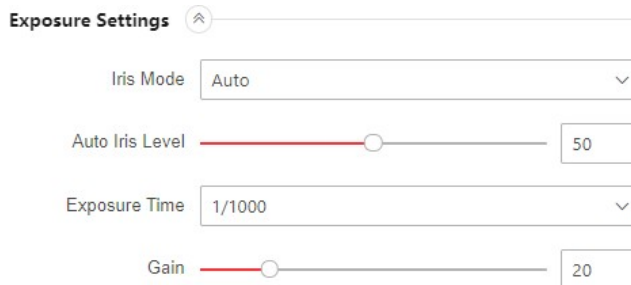 Exposure Settings
Iris Mode Auto
Auto Iris Level 50
Exposure Time 1/1000
Gain 20